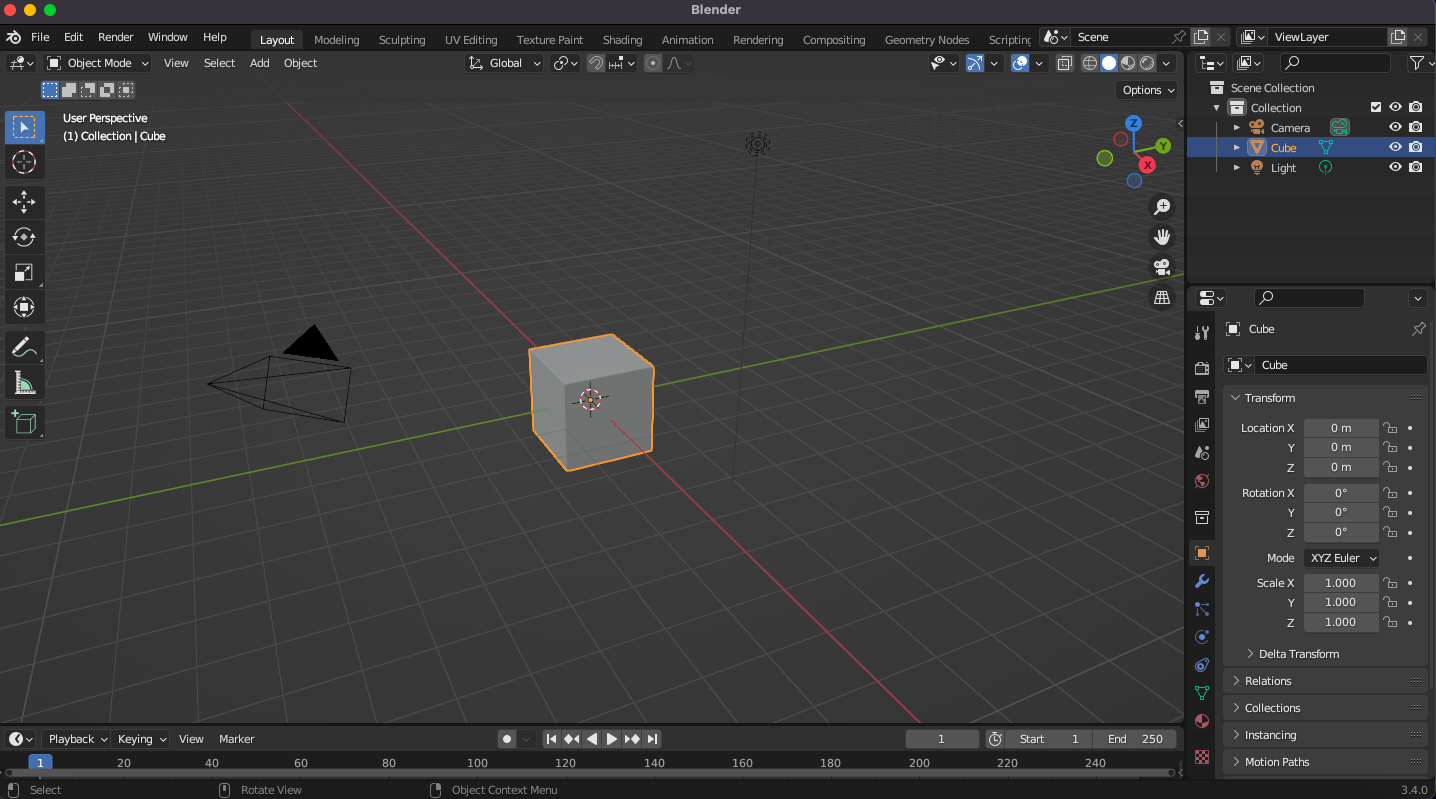 Blender
File Edit Render Window Help Layout Modeling Sculpting UV Editing Texture Paint Shading Animation Rendering Compositing Geometry Nodes Scripting Scene ViewLayer
Object Mode View Select Add Object Global
Options
User Perspective
(1) Collection | Cube
Z
Y
X
Scene Collection
Collection
Camera
Cube
Light
Cube
Cube
Transform
Location X 0 m
Y 0 m
Z 0 m
Rotation X 0°
Y 0°
Z 0°
Mode XYZ Euler
Scale X 1.000
Y 1.000
Z 1.000
Delta Transform
Relations
Collections
Instancing
Motion Paths
Playback Keying View Marker 1 Start 1 End 250
1 20 40 60 80 100 120 140 160 180 200 220 240
Select Rotate View Object Context Menu 3.4.0